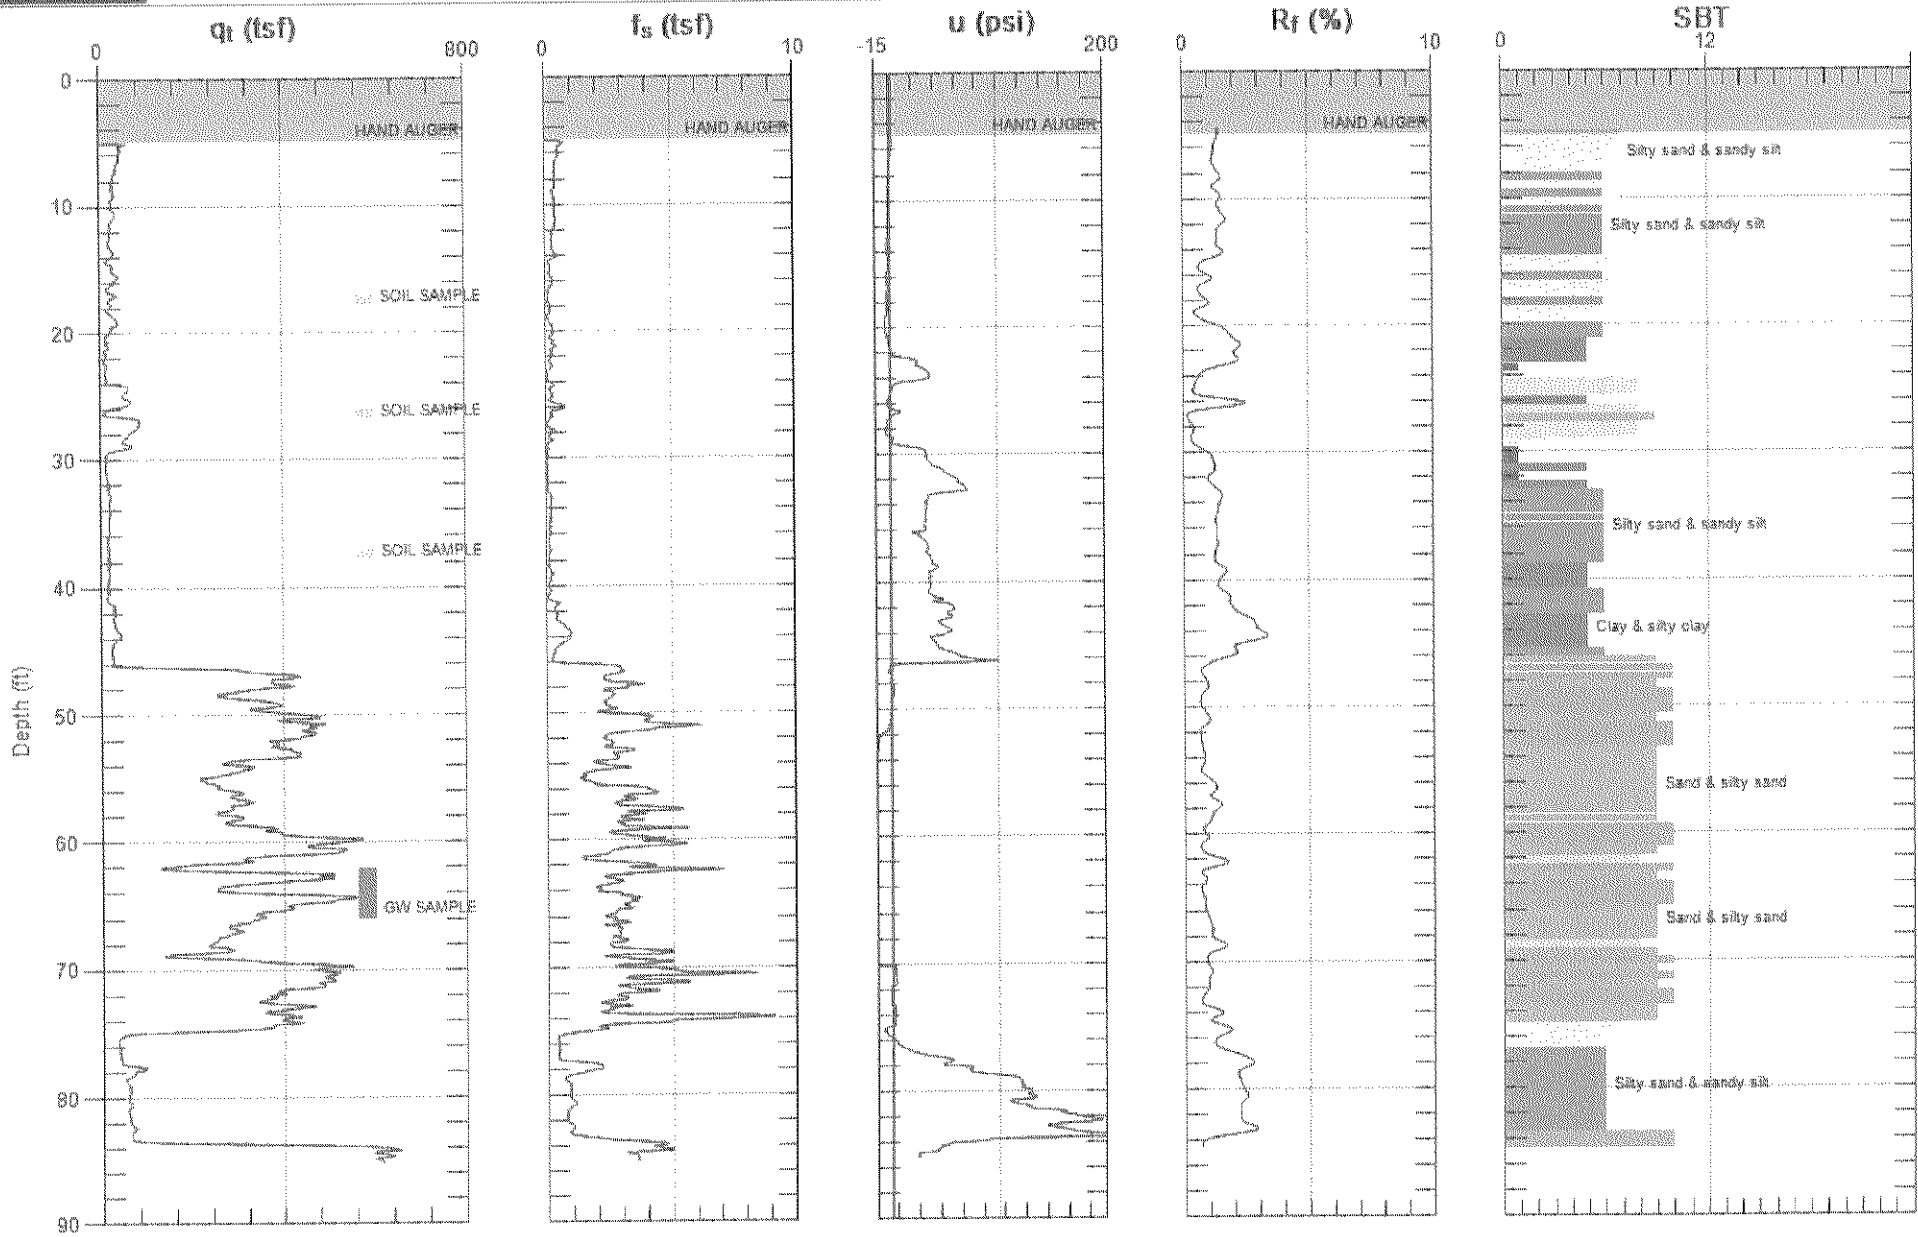 qt (tsf) fs (tsf) u (psi) Rf (%) SBT
0 800 0 10 -15 200 0 10 0 12
0
HAND AUGER HAND AUGER HAND AUGER HAND AUGER
Silty sand & sandy silt
10
Silty sand & sandy silt
SOIL SAMPLE
20
SOIL SAMPLE
30
Silty sand & sandy silt
SOIL SAMPLE
40
Clay & silty clay
Depth (ft)
50
Sand & silty sand
60
GW SAMPLE
Sand & silty sand
70
80
Silty sand & sandy silt
90